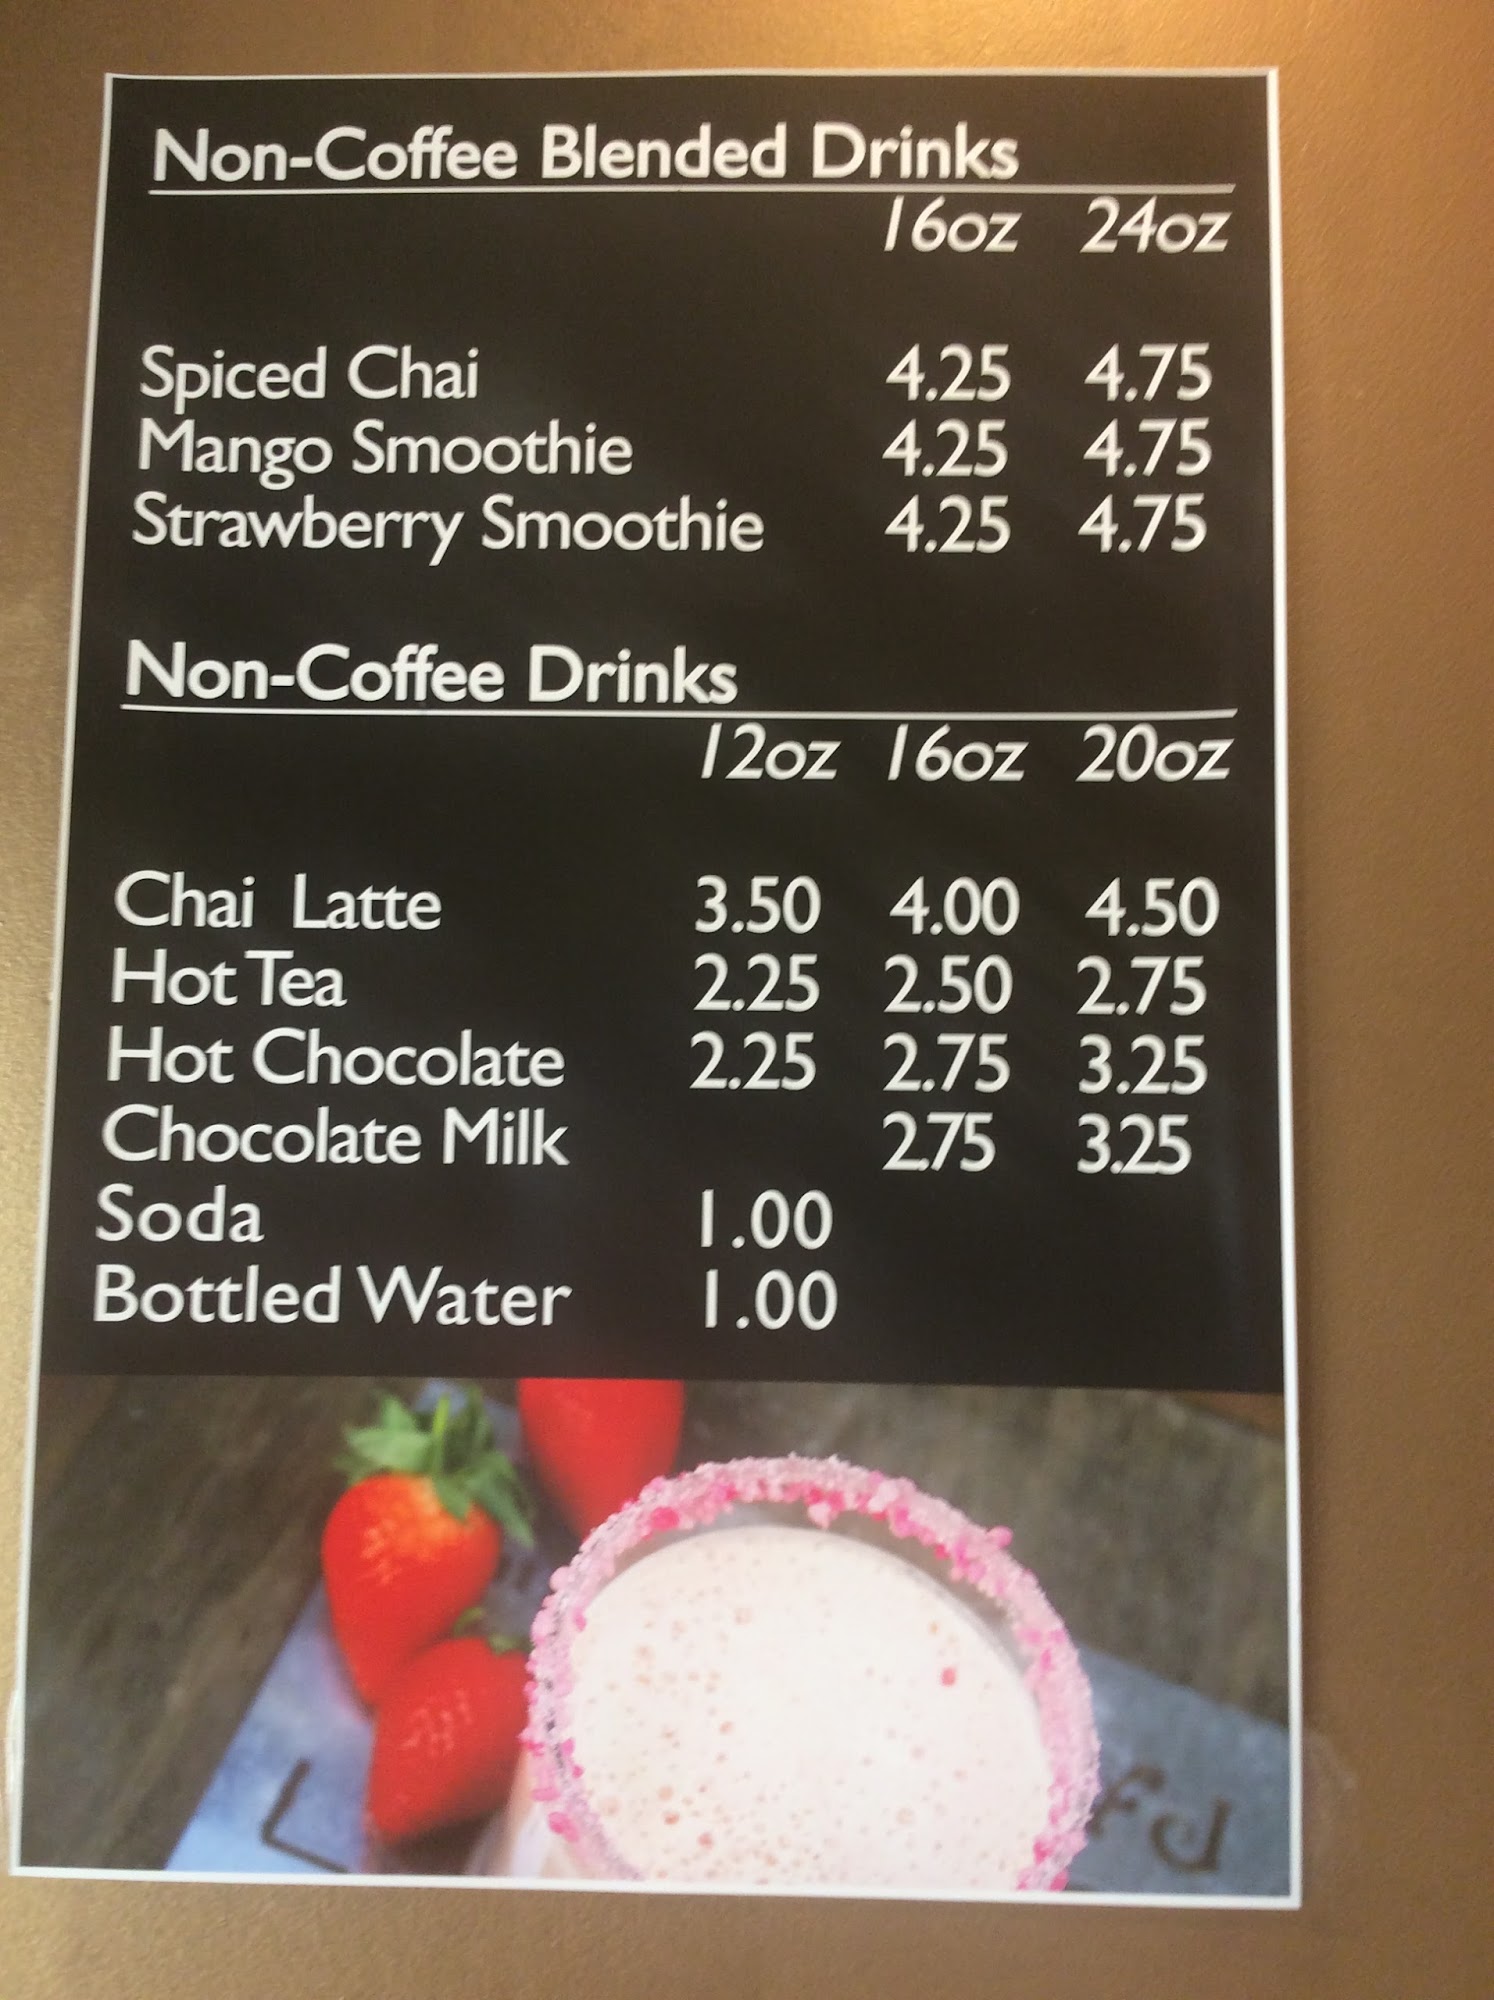 Non-Coffee Blended Drinks
16oz 24oz
Spiced Chai 4.25 4.75
Mango Smoothie 4.25 4.75
Strawberry Smoothie 4.25 4.75
Non-Coffee Drinks
12oz 16oz 20oz
Chai Latte 3.50 4.00 4.50
Hot Tea 2.25 2.50 2.75
Hot Chocolate 2.25 2.75 3.25
Chocolate Milk 2.75 3.25
Soda 1.00
Bottled Water 1.00